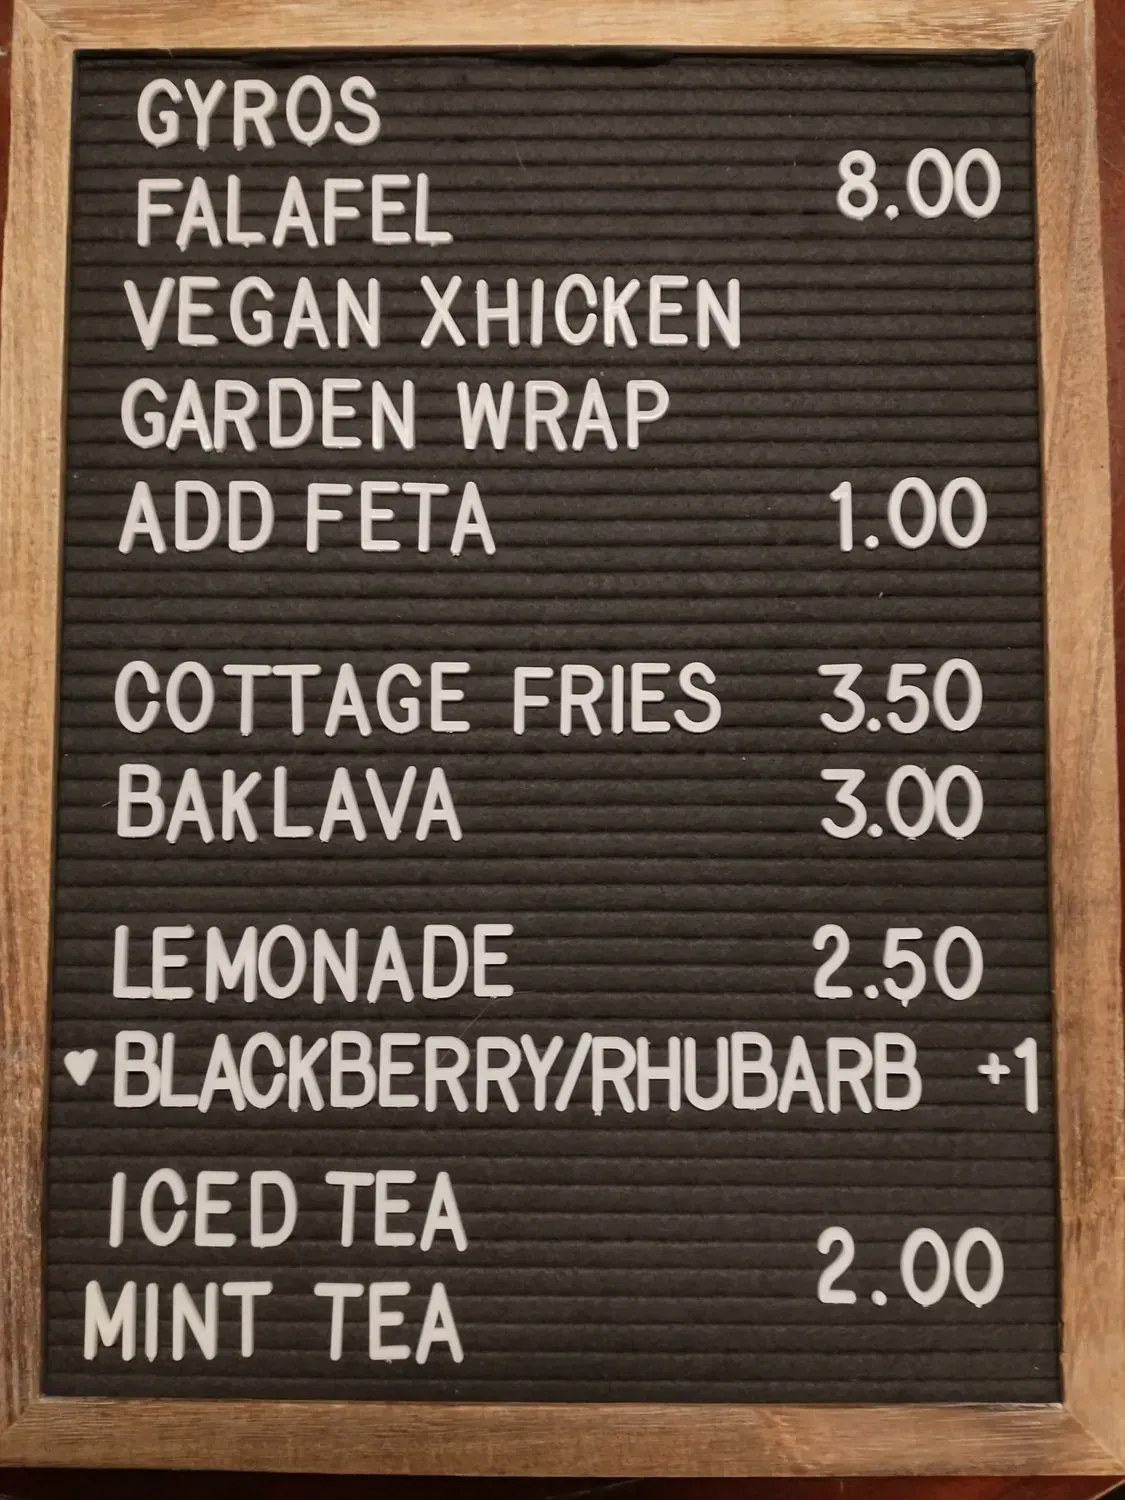 GYROS
FALAFEL 8.00
VEGAN XHICKEN
GARDEN WRAP
ADD FETA 1.00
COTTAGE FRIES 3.50
BAKLAVA 3.00
LEMONADE 2.50
♥ BLACKBERRY/RHUBARB +1
ICED TEA
2.00
MINT TEA